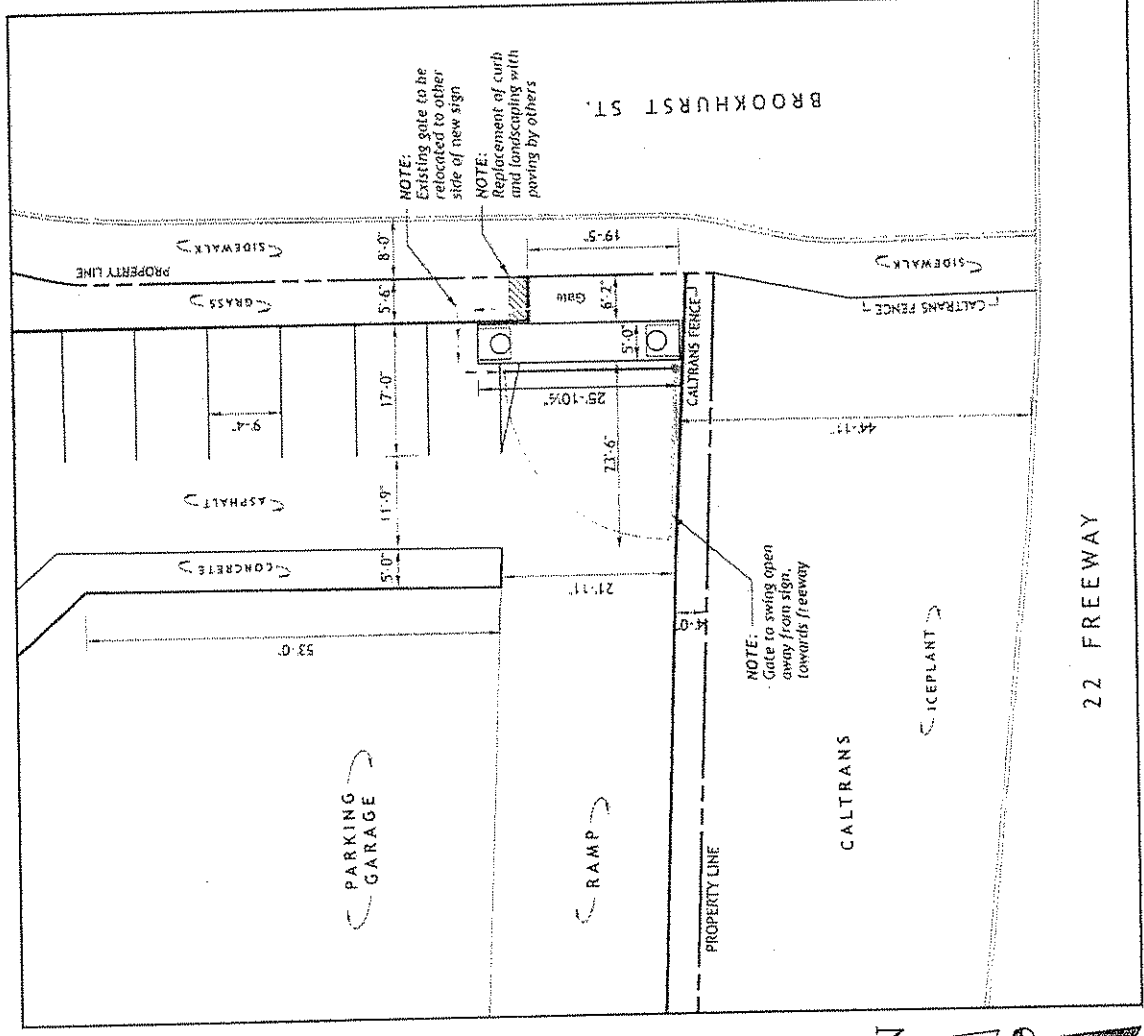 BROOKHURST ST.
NOTE:
Existing gate to be
relocated to other
side of new sign
NOTE:
Replacement of curb
and landscaping with
paving by others
SIDEWALK
8'-0"
PROPERTY LINE
GRASS
5'-6"
19'-5"
Gate
6'-2"
SIDEWALK
CALTRANS FENCE
CALTRANS FENCE
17'-0"
9'-4"
5'-0"
25'-10½"
23'-6"
44'-11"
ASPHALT
11'-9"
CONCRETE
5'-0"
21'-11"
53'-0"
4'-0"
NOTE:
Gate to swing open
away from sign,
towards freeway
PARKING
GARAGE
RAMP
PROPERTY LINE
CALTRANS
ICEPLANT
22 FREEWAY